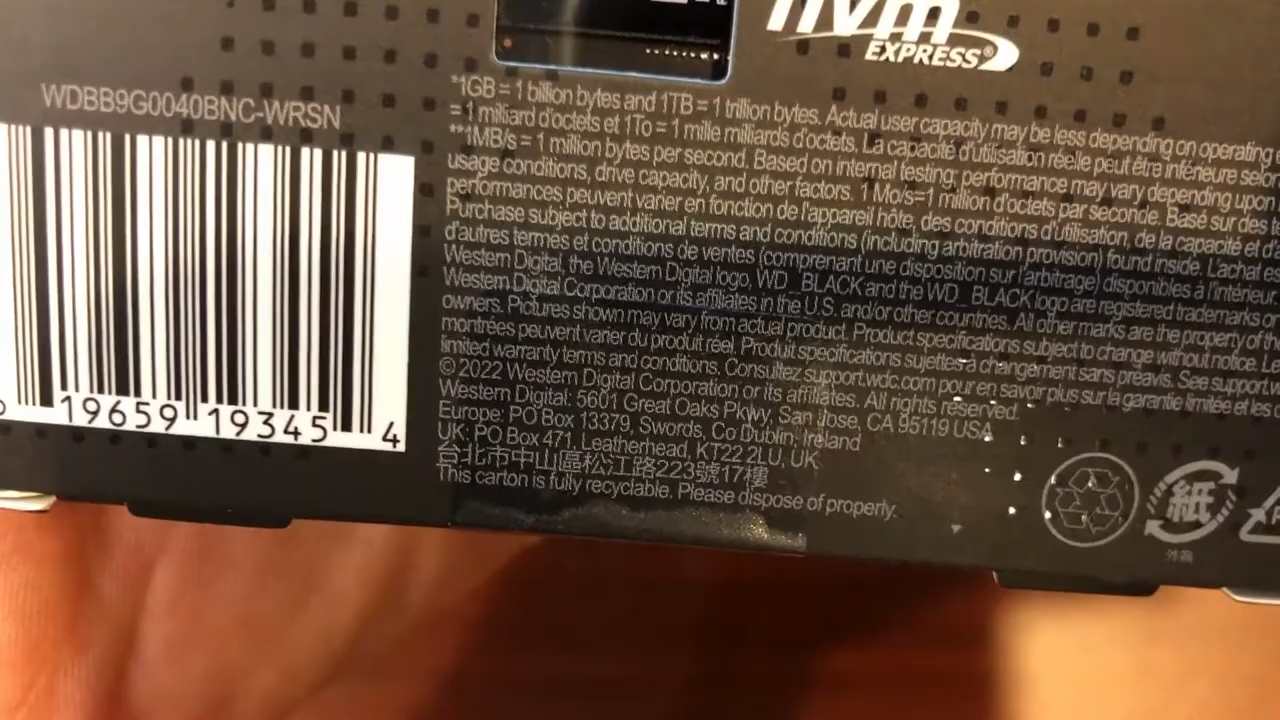 nvm
EXPRESS®
WDBB9G0040BNC-WRSN
*1GB = 1 billion bytes and 1TB = 1 trillion bytes. Actual user capacity may be less depending on operating
= 1 milliard d'octets et 1To = 1 mille milliards d'octets. La capacité d'utilisation réelle peut être inférieure selon
**1MB/s = 1 million bytes per second. Based on internal testing; performance may vary depending upon
usage conditions, drive capacity, and other factors. 1 Mo/s=1 million d'octets par seconde. Basé sur des
performances peuvent varier en fonction de l'appareil hôte, des conditions d'utilisation, de la capacité et
Purchase subject to additional terms and conditions (including arbitration provision) found inside. Lachat
d'autres termes et conditions de ventes (comprenant une disposition sur l'arbitrage) disponibles à l'intérieur
Western Digital, the Western Digital logo, WD_BLACK and the WD_BLACK logo are registered trademarks or
Western Digital Corporation or its affiliates in the U.S. and/or other countries. All other marks are the property of
owners. Pictures shown may vary from actual product. Product specifications subject to change without notice.
montrées peuvent varier du produit réel. Produit spécifications sujettes à changement sans préavis. See
limited warranty terms and conditions. Consultez support.wdc.com pour en savoir plus sur la garantie limitée et les
© 2022 Western Digital Corporation or its affiliates. All rights reserved.
Western Digital: 5601 Great Oaks Pkwy, San Jose, CA 95119 USA
Europe: PO Box 13379, Swords, Co Dublin, Ireland
UK: PO Box 471, Leatherhead, KT22 2LU, UK
台北市中山區松江路223號17樓
This carton is fully recyclable. Please dispose of properly.
19659 19345 4
紙
外箱